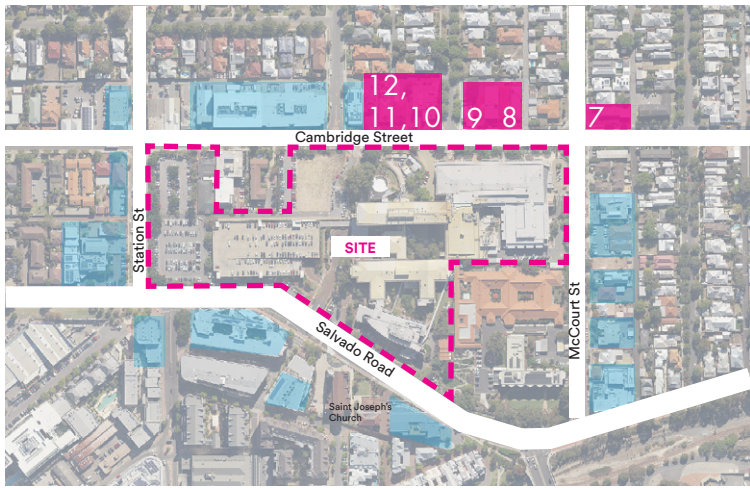 12,
11,10
9
8
7
Cambridge Street
Station St
SITE
McCourt St
Salvado Road
Saint Joseph's
Church